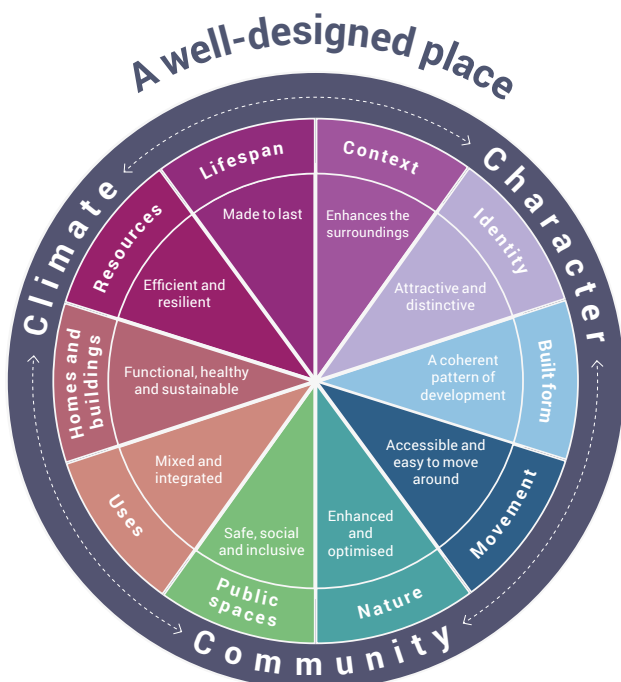 A well-designed place
Climate
Character
Community
Context
Enhances the
surroundings
Identity
Attractive and
distinctive
Built form
A coherent
pattern of
development
Movement
Accessible and
easy to move
around
Nature
Enhanced
and
optimised
Public
spaces
Safe, social
and inclusive
Uses
Mixed and
integrated
Homes and
buildings
Functional, healthy
and sustainable
Resources
Efficient and
resilient
Lifespan
Made to last